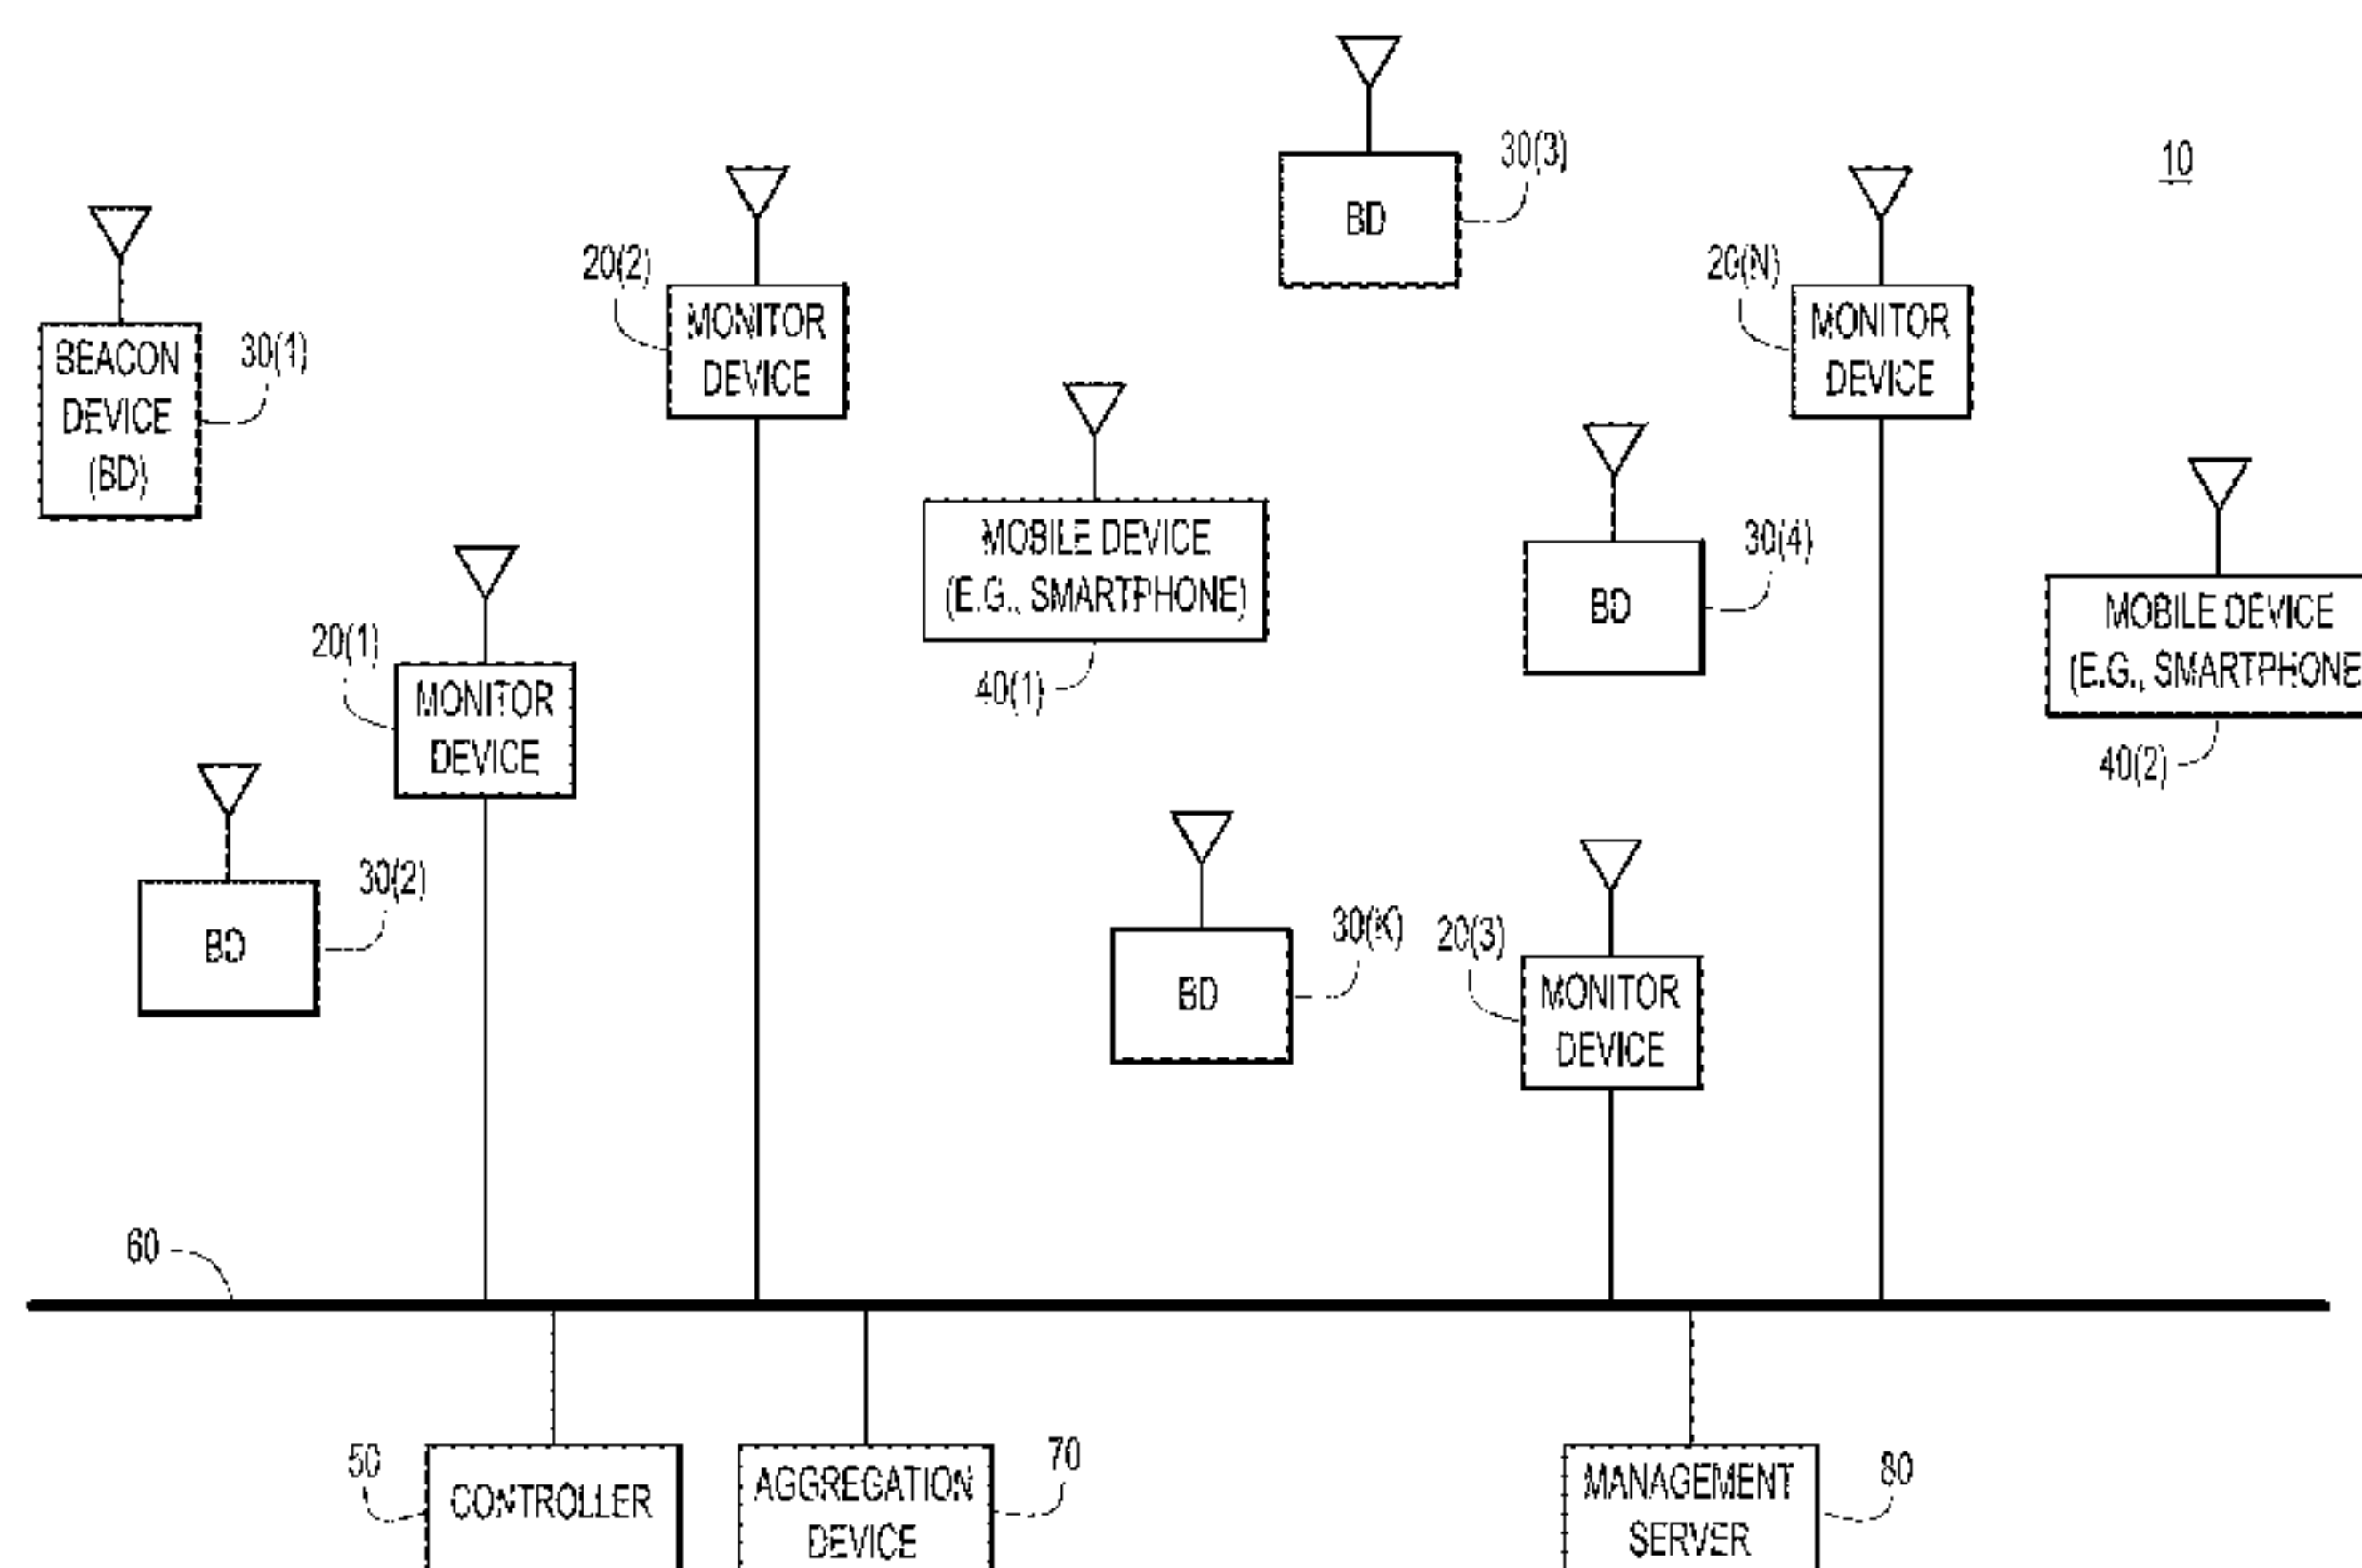 10
30(3)
BD
20(2)
MONITOR
DEVICE
20(N)
MONITOR
DEVICE
30(1)
BEACON
DEVICE
(BD)
MOBILE DEVICE
(E.G., SMARTPHONE)
40(1)
30(4)
BD
MOBILE DEVICE
(E.G., SMARTPHONE
40(2)
20(1)
MONITOR
DEVICE
30(2)
BD
30(K)
BD
20(3)
MONITOR
DEVICE
60
50
CONTROLLER
AGGREGATION
DEVICE
70
MANAGEMENT
SERVER
80